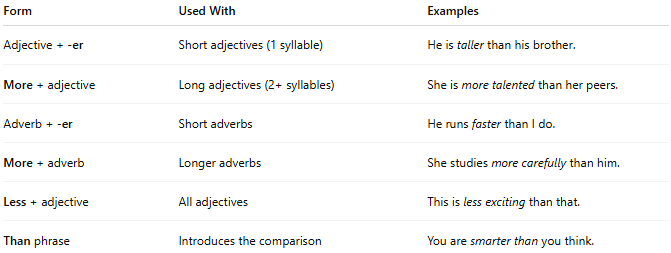 Form Used With Examples
Adjective + -er Short adjectives (1 syllable) He is taller than his brother.
More + adjective Long adjectives (2+ syllables) She is more talented than her peers.
Adverb + -er Short adverbs He runs faster than I do.
More + adverb Longer adverbs She studies more carefully than him.
Less + adjective All adjectives This is less exciting than that.
Than phrase Introduces the comparison You are smarter than you think.